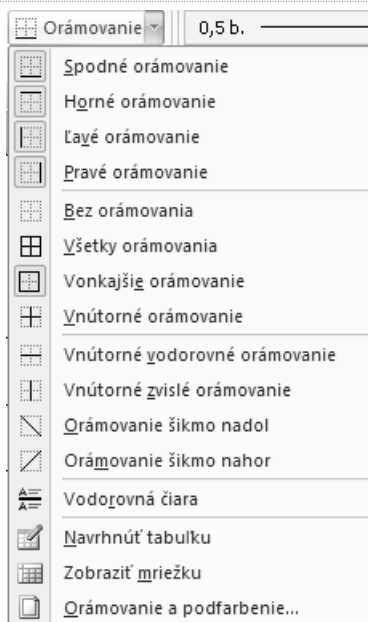 Orámovanie
0,5 b.
Spodné orámovanie
Horné orámovanie
Ľavé orámovanie
Pravé orámovanie
Bez orámovania
Všetky orámovania
Vonkajšie orámovanie
Vnútorné orámovanie
Vnútorné vodorovné orámovanie
Vnútorné zvislé orámovanie
Orámovanie šikmo nadol
Orámovanie šikmo nahor
Vodorovná čiara
Navrhnúť tabuľku
Zobraziť mriežku
Orámovanie a podfarbenie...